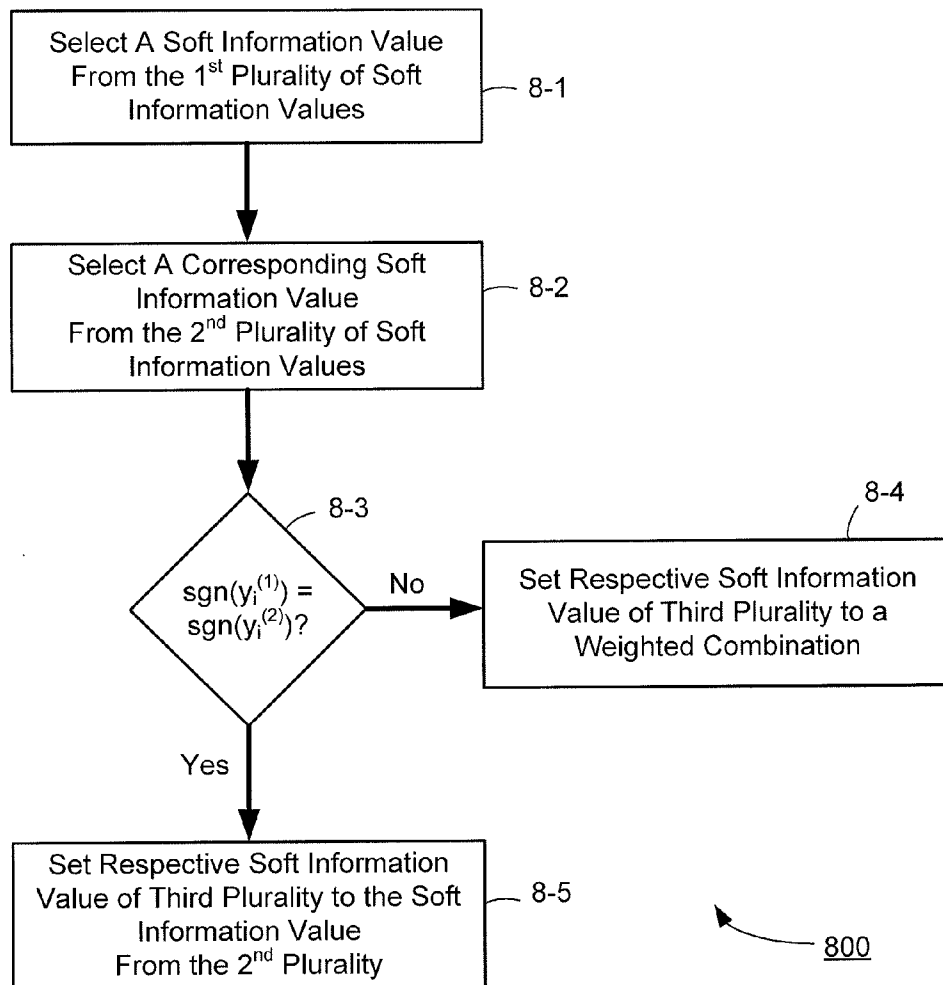 Select A Soft Information Value
From the 1st Plurality of Soft
Information Values
8-1
Select A Corresponding Soft
Information Value
From the 2nd Plurality of Soft
Information Values
8-2
8-3
sgn(yi(1)) =
sgn(yi(2))?
No
8-4
Set Respective Soft Information
Value of Third Plurality to a
Weighted Combination
Yes
Set Respective Soft Information
Value of Third Plurality to the Soft
Information Value
From the 2nd Plurality
8-5
800